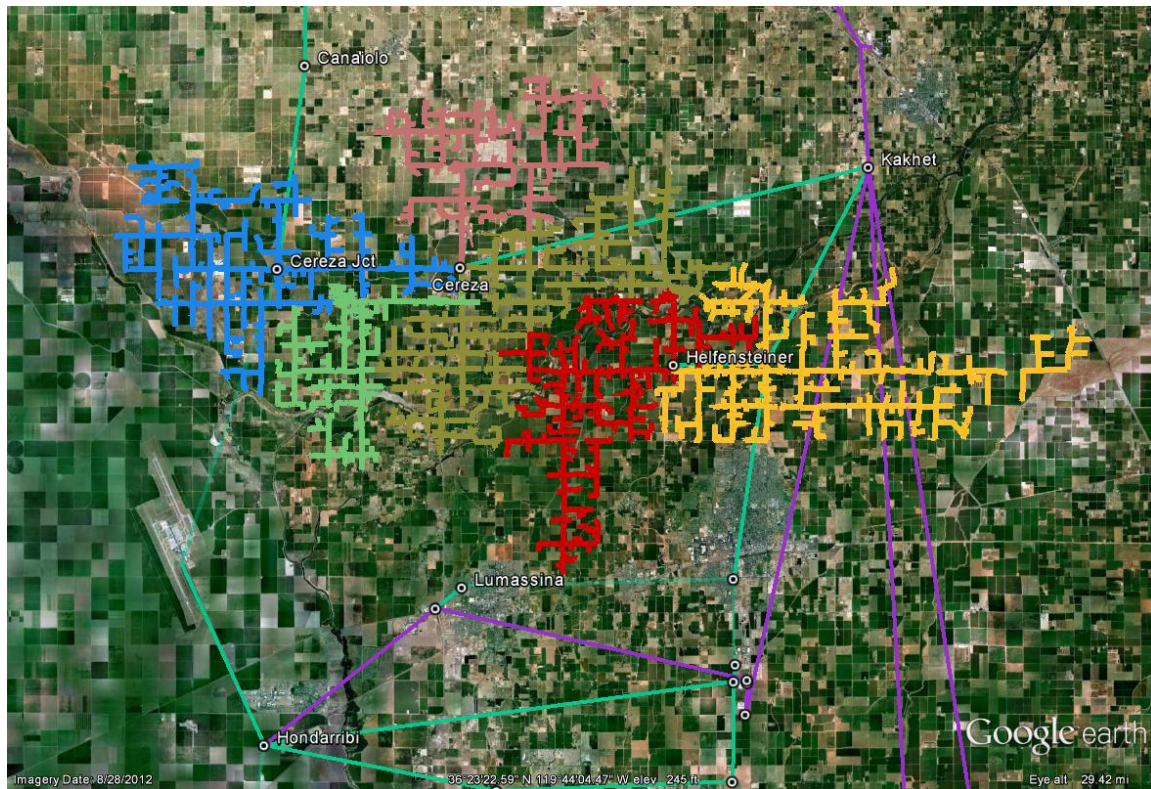 Canaiolo
Kakhet
Cereza Jct
Cereza
Helfensteiner
Lumassina
Hondarribi
Google earth
Imagery Date: 8/28/2012 36°23'22.59" N 119°44'04.47" W elev 245 ft Eye alt 29.42 mi